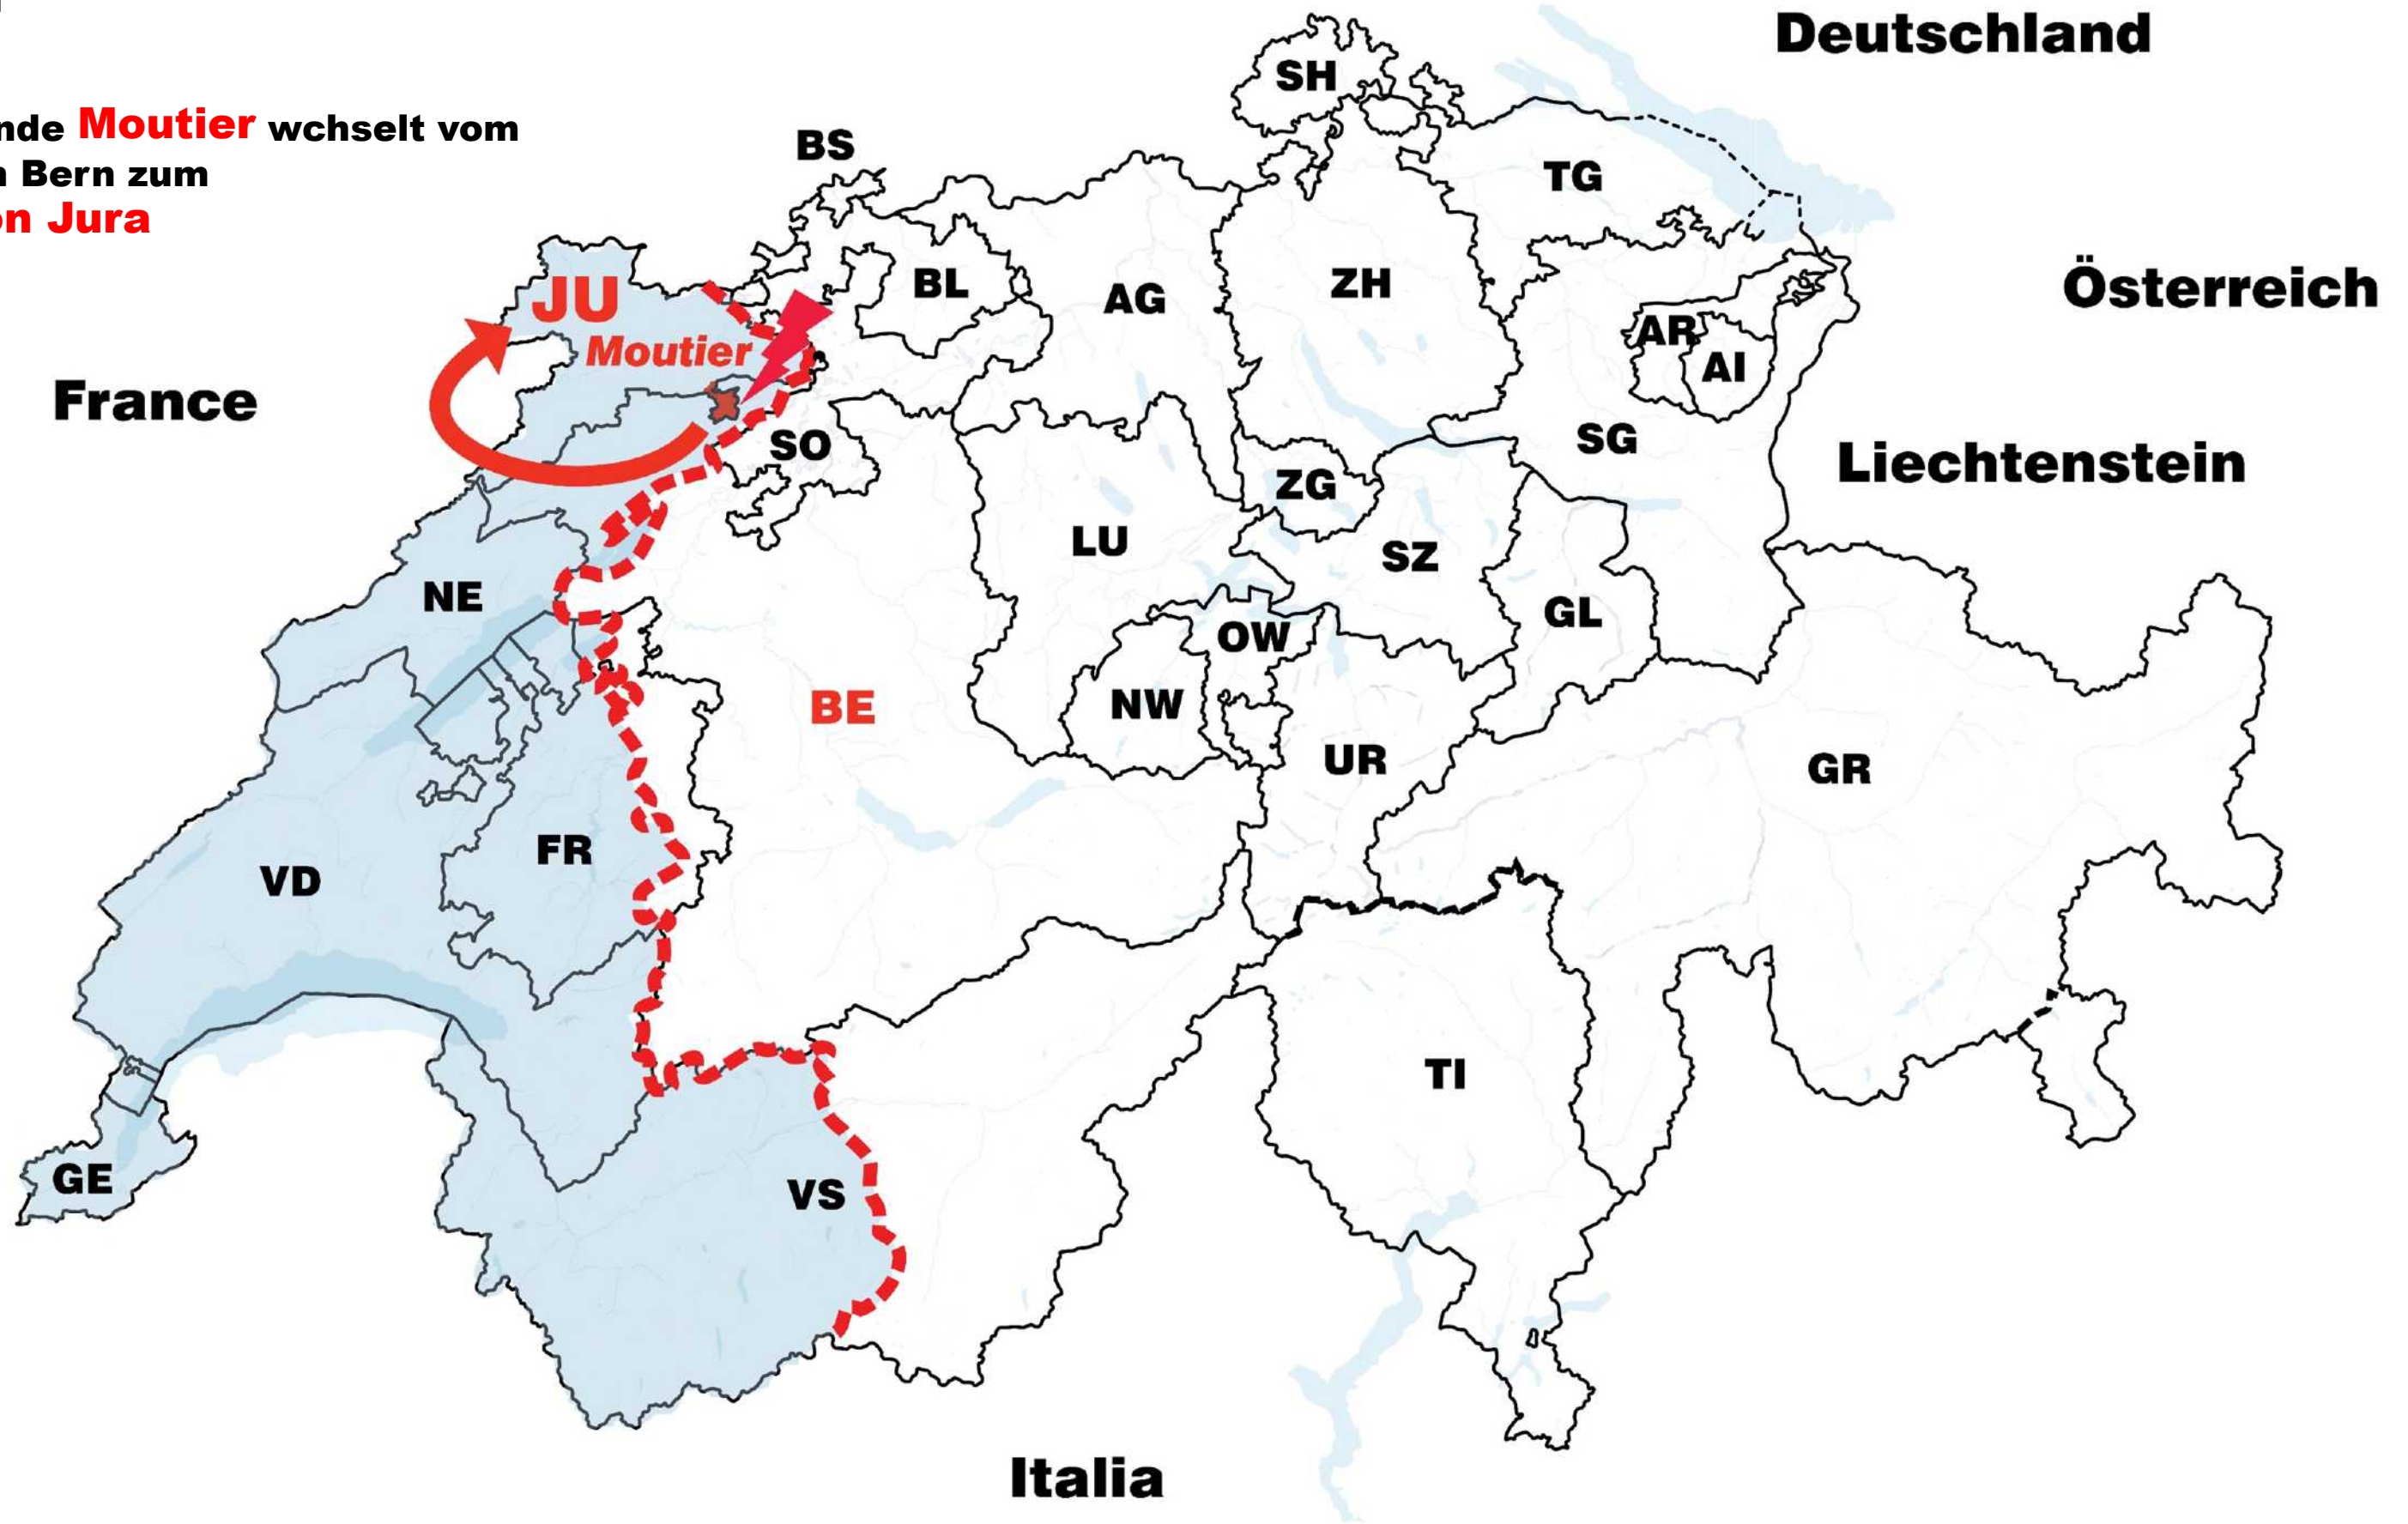 nde Moutier wchselt vom
n Bern zum
on Jura
Deutschland
SH
BS
TG
JU
BL
AG
ZH
Österreich
Moutier
AR
AI
France
SO
SG
ZG
Liechtenstein
LU
SZ
NE
GL
OW
BE
NW
UR
GR
FR
VD
TI
GE
VS
Italia